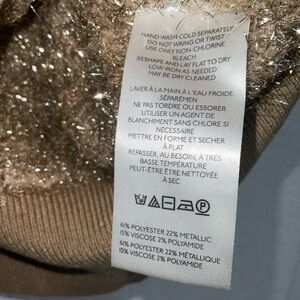 HAND WASH COLD SEPARATELY
DO NOT WRING OR TWIST
USE ONLY NON-CHLORINE
BLEACH
RESHAPE AND LAY FLAT TO DRY
LOW IRON AS NEEDED
MAY BE DRY CLEANED
LAVER À LA MAIN À L'EAU FROIDE
SÉPARÉMEN
NE PAS TORDRE OU ESSORER
UTILISER UN AGENT DE
BLANCHIMENT SANS CHLORE SI
NÉCESSAIRE
METTRE EN FORME ET SÉCHER
À PLAT
REPASSER, AU BESOIN, À TRÈS
BASSE TEMPÉRATURE
PEUT-ÊTRE ÊTRE NETTOYÉE
À SEC
P
61% POLYESTER 22% METALLIC
15% VISCOSE 2% POLYAMIDE
61% POLYESTER 22% MÉTALLIQUE
15% VISCOSE 2% POLYAMIDE